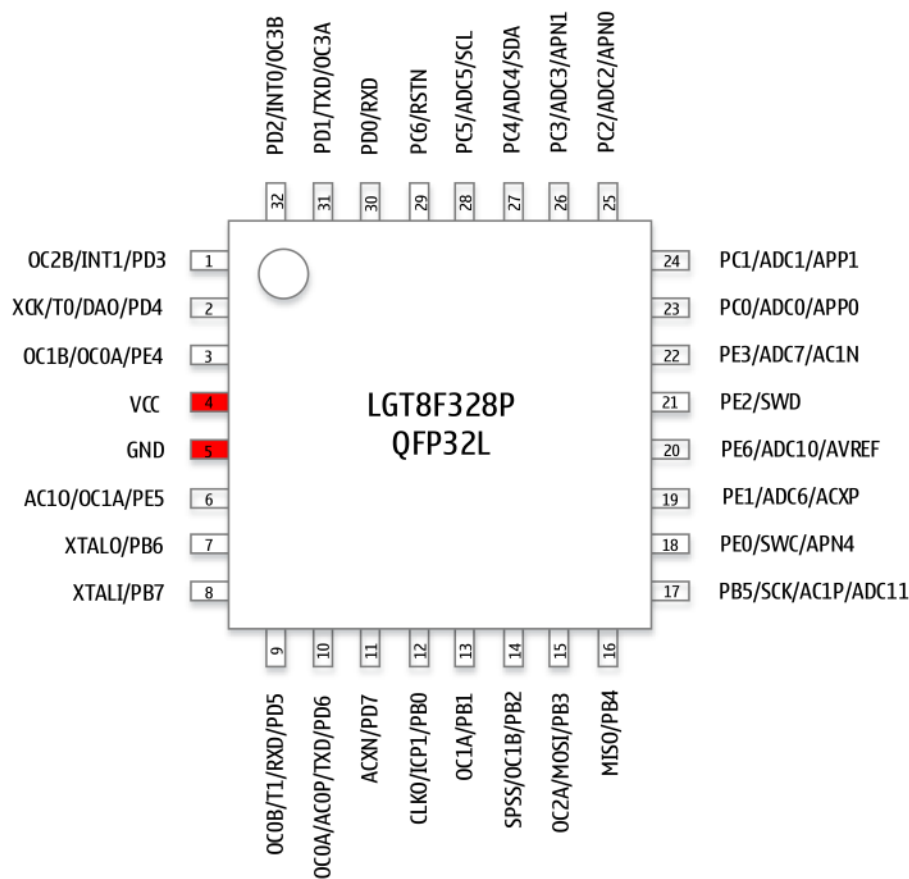 PD2/INT0/OC3B
PD1/TXD/OC3A
PD0/RXD
PC6/RSTN
PC5/ADC5/SCL
PC4/ADC4/SDA
PC3/ADC3/APN1
PC2/ADC2/APN0
32
31
30
29
28
27
26
25
OC2B/INT1/PD3
1
XCK/T0/DAO/PD4
2
OC1B/OC0A/PE4
3
VCC
4
GND
5
AC1O/OC1A/PE5
6
XTALO/PB6
7
XTALI/PB7
8
LGT8F328P
QFP32L
24
PC1/ADC1/APP1
23
PC0/ADC0/APP0
22
PE3/ADC7/AC1N
21
PE2/SWD
20
PE6/ADC10/AVREF
19
PE1/ADC6/ACXP
18
PE0/SWC/APN4
17
PB5/SCK/AC1P/ADC11
9
10
11
12
13
14
15
16
OC0B/T1/RXD/PD5
OC0A/AC0P/TXD/PD6
ACXN/PD7
CLKO/ICP1/PB0
OC1A/PB1
SPSS/OC1B/PB2
OC2A/MOSI/PB3
MISO/PB4